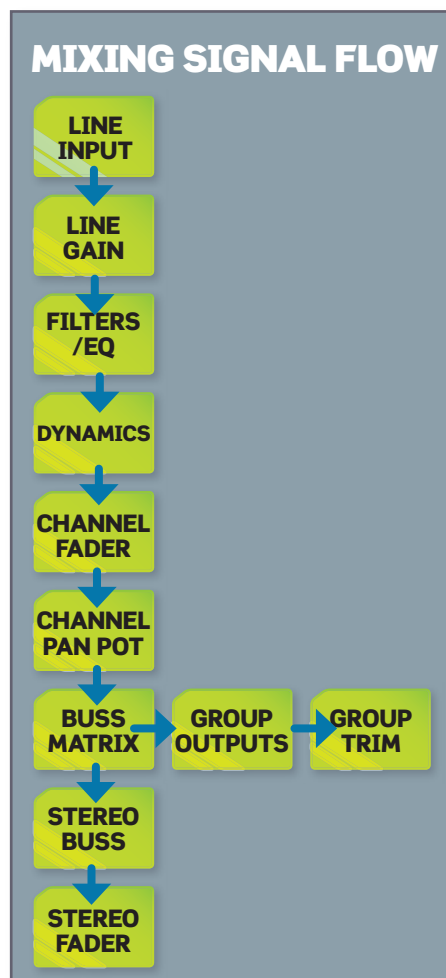 MIXING SIGNAL FLOW
LINE
INPUT
LINE
GAIN
FILTERS
/EQ
DYNAMICS
CHANNEL
FADER
CHANNEL
PAN POT
BUSS
MATRIX
GROUP
OUTPUTS
GROUP
TRIM
STEREO
BUSS
STEREO
FADER